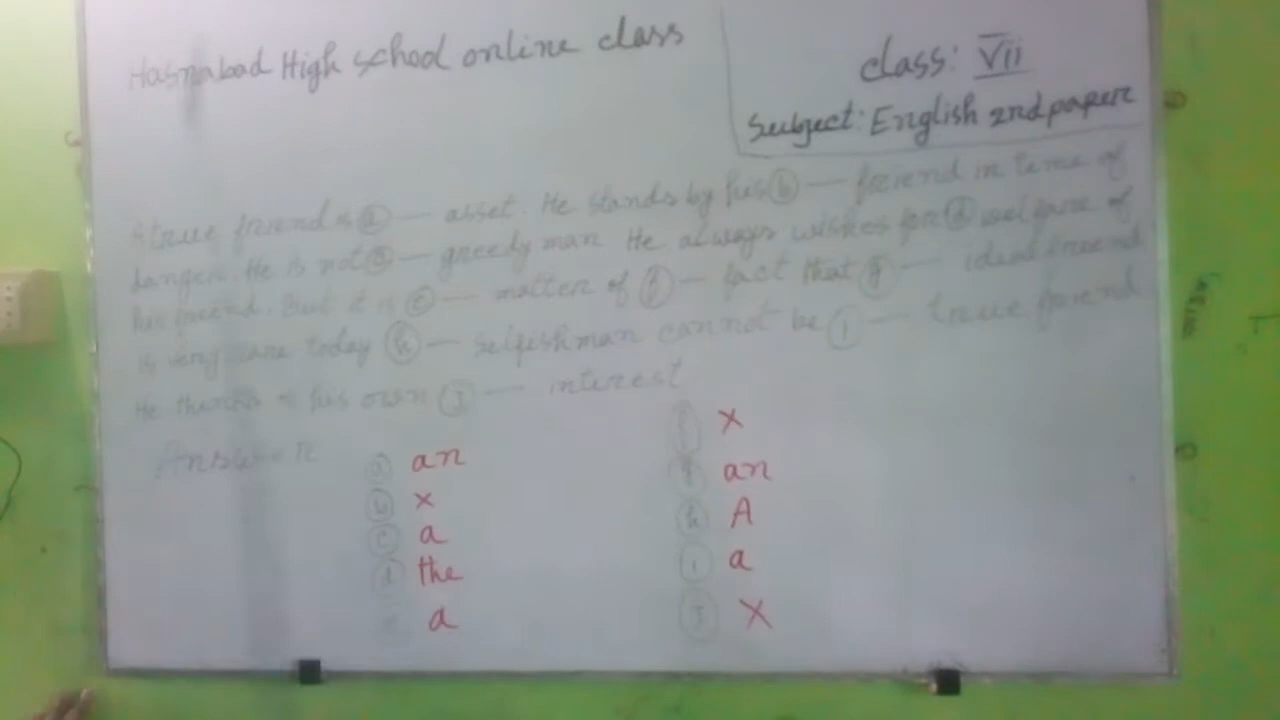 Hasnabad High school online class
class: Vii
Subject: English 2nd paper
A true friend is ⓐ — asset. He stands by his ⓑ — friend in time of
danger. He is not ⓒ — greedy man. He always wishes for ⓓ welfare of
his friend. But it is ⓔ — matter of ⓕ — fact that ⓖ — ideal friend
is very rare today ⓗ — selfish man cannot be ⓘ — true friend
He thinks his own ⓙ — interest
Answer
ⓐ an
ⓑ x
ⓒ a
ⓓ the
a
ⓕ x
ⓖ an
ⓗ A
ⓘ a
ⓙ X